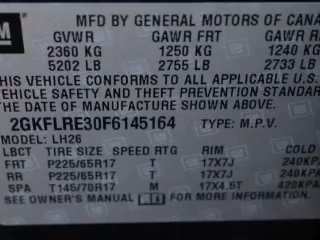 GM MFD BY GENERAL MOTORS OF CANA
GVWR GAWR FRT GAWR R
2360 KG 1250 KG 1240 KG
5202 LB 2755 LB 2733 LB
THIS VEHICLE CONFORMS TO ALL APPLICABLE U.S.
VEHICLE SAFETY AND THEFT PREVENTION STANDAR
THE DATE OF MANUFACTURE SHOWN ABOVE.
2GKFLRE30F6145164 TYPE: M.P.V.
MODEL: LH26
LBCT TIRE SIZE SPEED RTG RIM COLD
FRT P225/65R17 T 17X7J 240KPA
RR P225/65R17 T 17X7J 240KPA
SPA T145/70R17 M 17X4.5T 420KPA
SEE OWNER'S MANUAL FOR MORE INFORMATION.